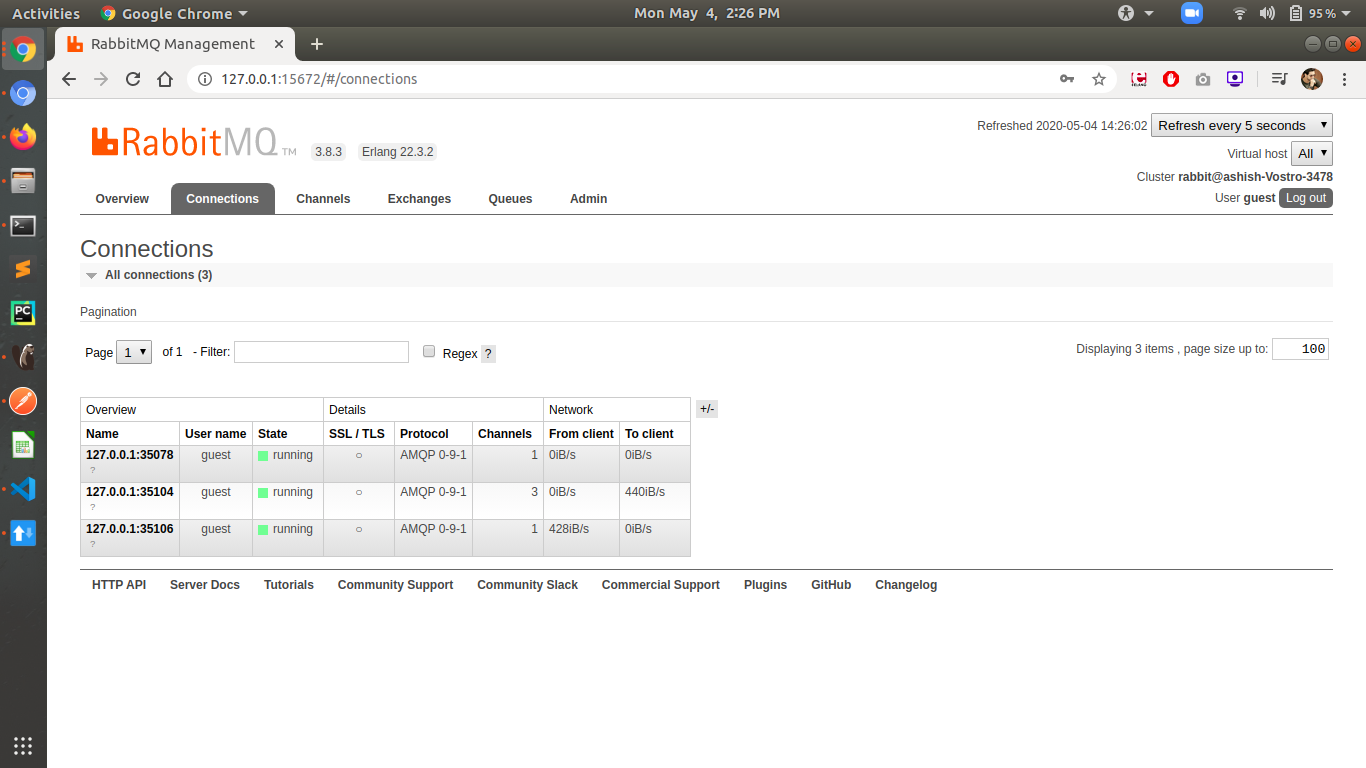 Activities Google Chrome Mon May 4, 2:26 PM 95%
RabbitMQ Management
127.0.0.1:15672/#/connections
RabbitMQ TM 3.8.3 Erlang 22.3.2
Refreshed 2020-05-04 14:26:02 Refresh every 5 seconds
Virtual host All
Cluster rabbit@ashish-Vostro-3478
User guest Log out
Overview Connections Channels Exchanges Queues Admin
Connections
All connections (3)
Pagination
Page 1 of 1 - Filter: Regex ? Displaying 3 items , page size up to: 100
Overview Details Network +/-
Name User name State SSL / TLS Protocol Channels From client To client
127.0.0.1:35078 guest running ○ AMQP 0-9-1 1 0iB/s 0iB/s
?
127.0.0.1:35104 guest running ○ AMQP 0-9-1 3 0iB/s 440iB/s
?
127.0.0.1:35106 guest running ○ AMQP 0-9-1 1 428iB/s 0iB/s
?
HTTP API Server Docs Tutorials Community Support Community Slack Commercial Support Plugins GitHub Changelog
PC